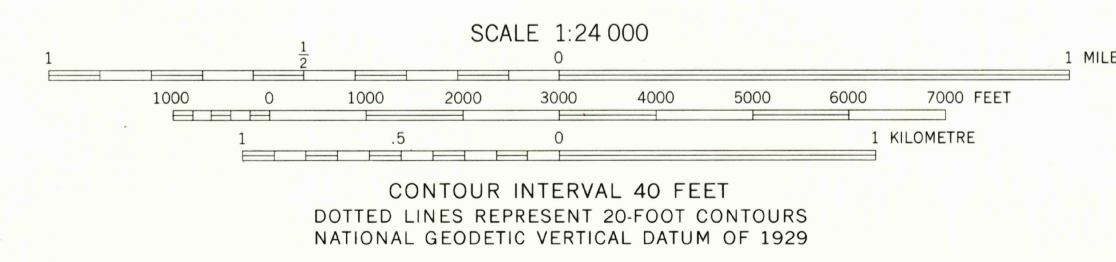 SCALE 1:24 000
1 1/2 0 1 MILE
1000 0 1000 2000 3000 4000 5000 6000 7000 FEET
1 .5 0 1 KILOMETRE
CONTOUR INTERVAL 40 FEET
DOTTED LINES REPRESENT 20-FOOT CONTOURS
NATIONAL GEODETIC VERTICAL DATUM OF 1929